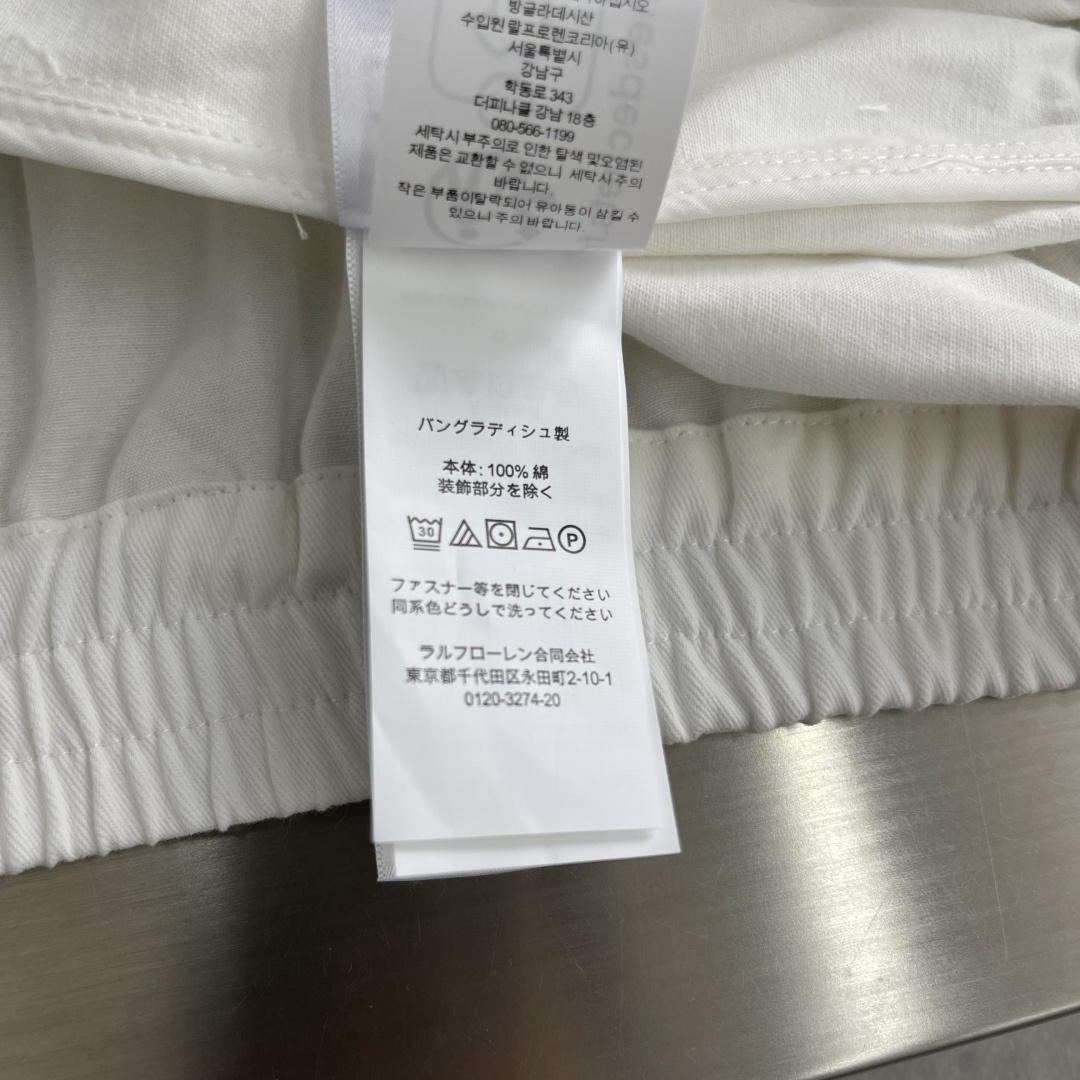 방글라데시산
수입원 랄프로렌코리아(유)
서울특별시
강남구
학동로 343
더피나클 강남 18층
080-566-1199
세탁시 부주의로 인한 탈색 및오염된
제품은 교환할 수 없으니 세탁시 주의
바랍니다.
작은 부품이탈락되어 유아동이 삼킬 수
있으니 주의 바랍니다.
バングラディシュ製
本体: 100% 綿
装飾部分を除く
30 P
ファスナー等を閉じてください
同系色どうしで洗ってください
ラルフローレン合同会社
東京都千代田区永田町2-10-1
0120-3274-20